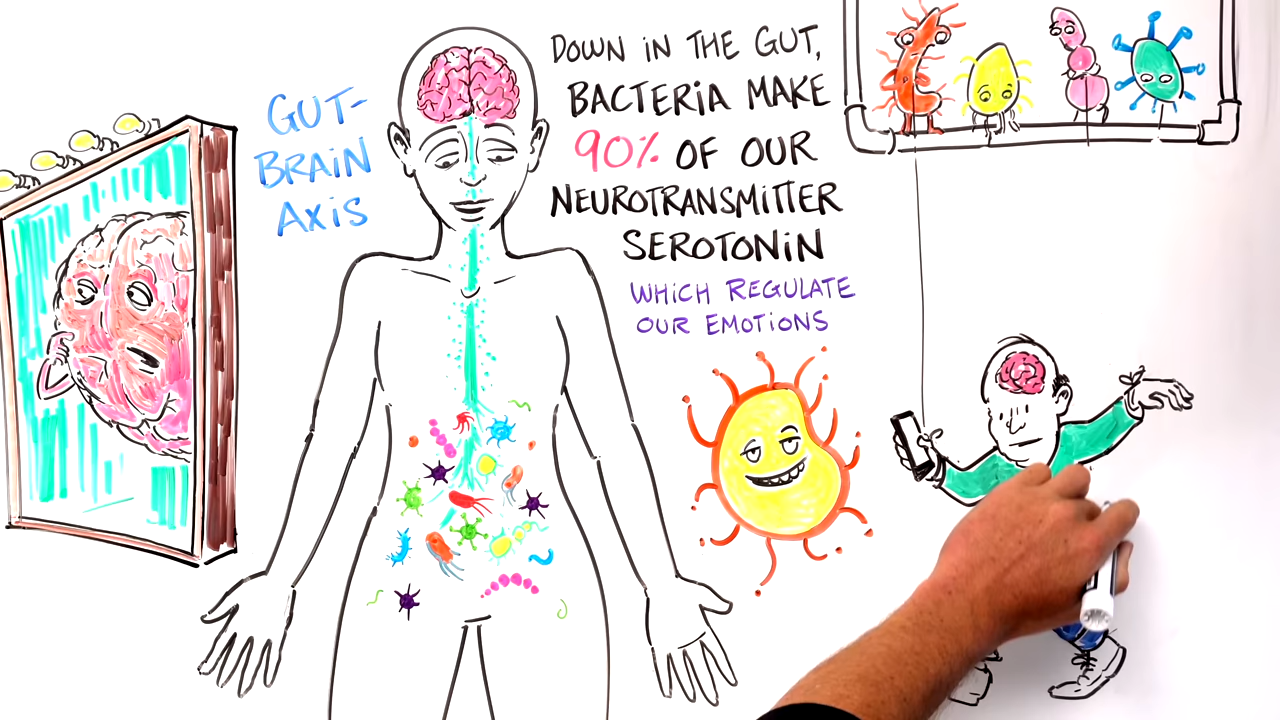 GUT-
BRAIN
AXIS
DOWN IN THE GUT,
BACTERIA MAKE
90% OF OUR
NEUROTRANSMITTER
SEROTONIN
WHICH REGULATE
OUR EMOTIONS